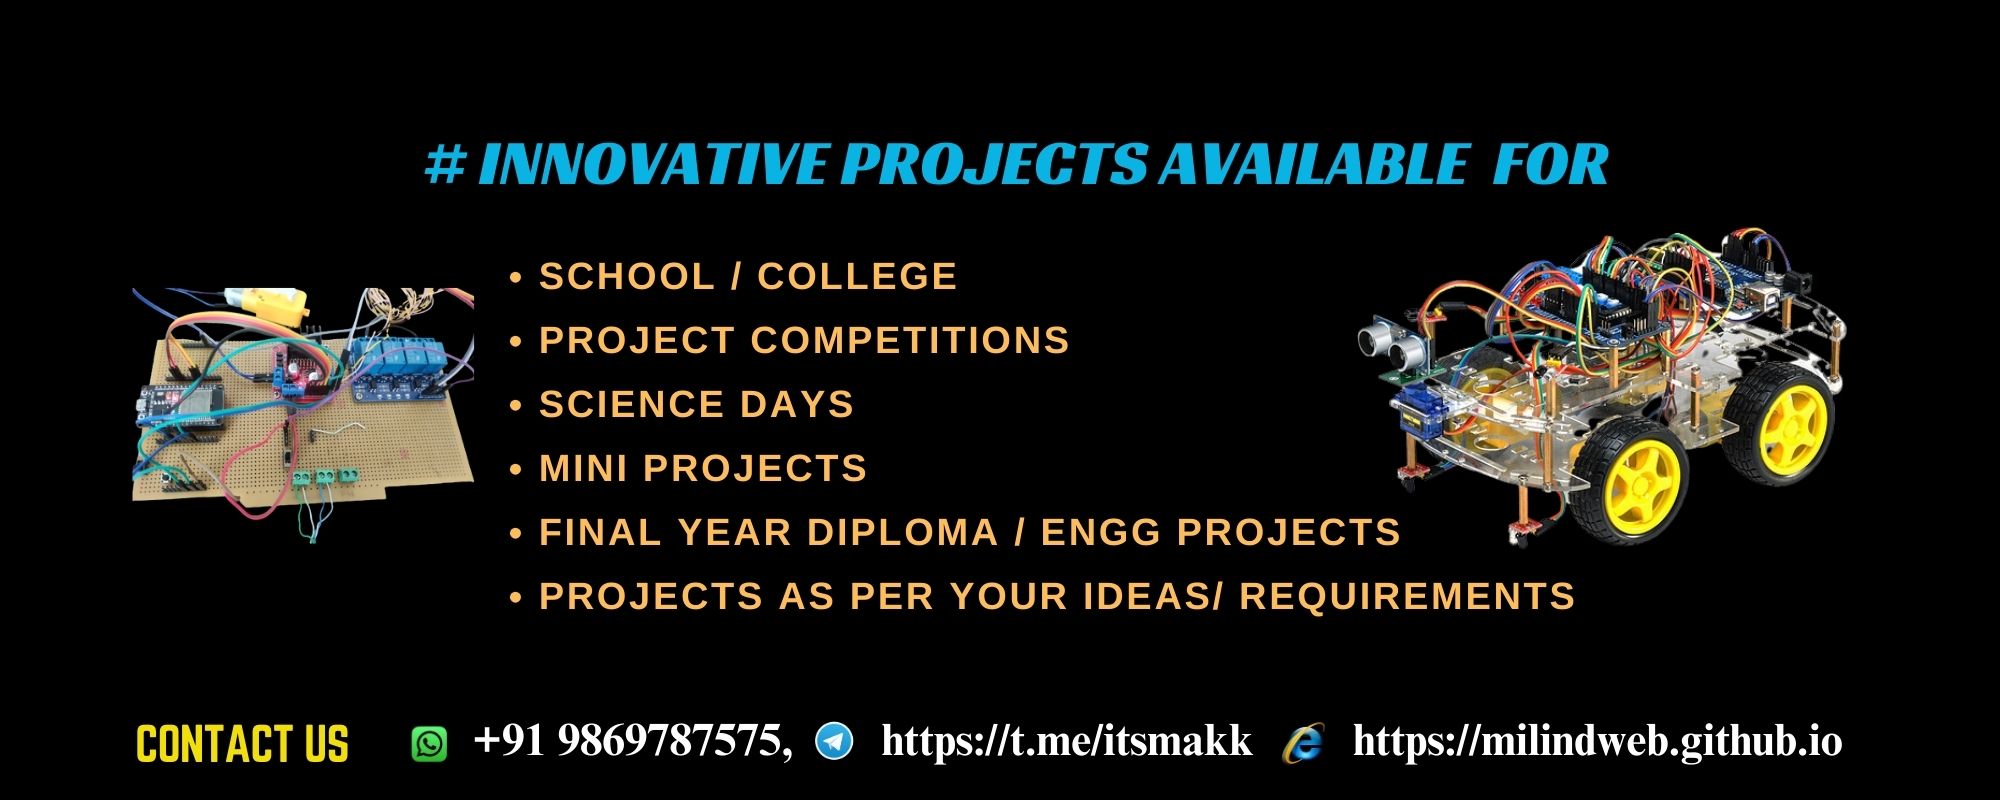 # INNOVATIVE PROJECTS AVAILABLE FOR
• SCHOOL / COLLEGE
• PROJECT COMPETITIONS
• SCIENCE DAYS
• MINI PROJECTS
• FINAL YEAR DIPLOMA / ENGG PROJECTS
• PROJECTS AS PER YOUR IDEAS/ REQUIREMENTS
CONTACT US +91 9869787575, https://t.me/itsmakk https://milindweb.github.io